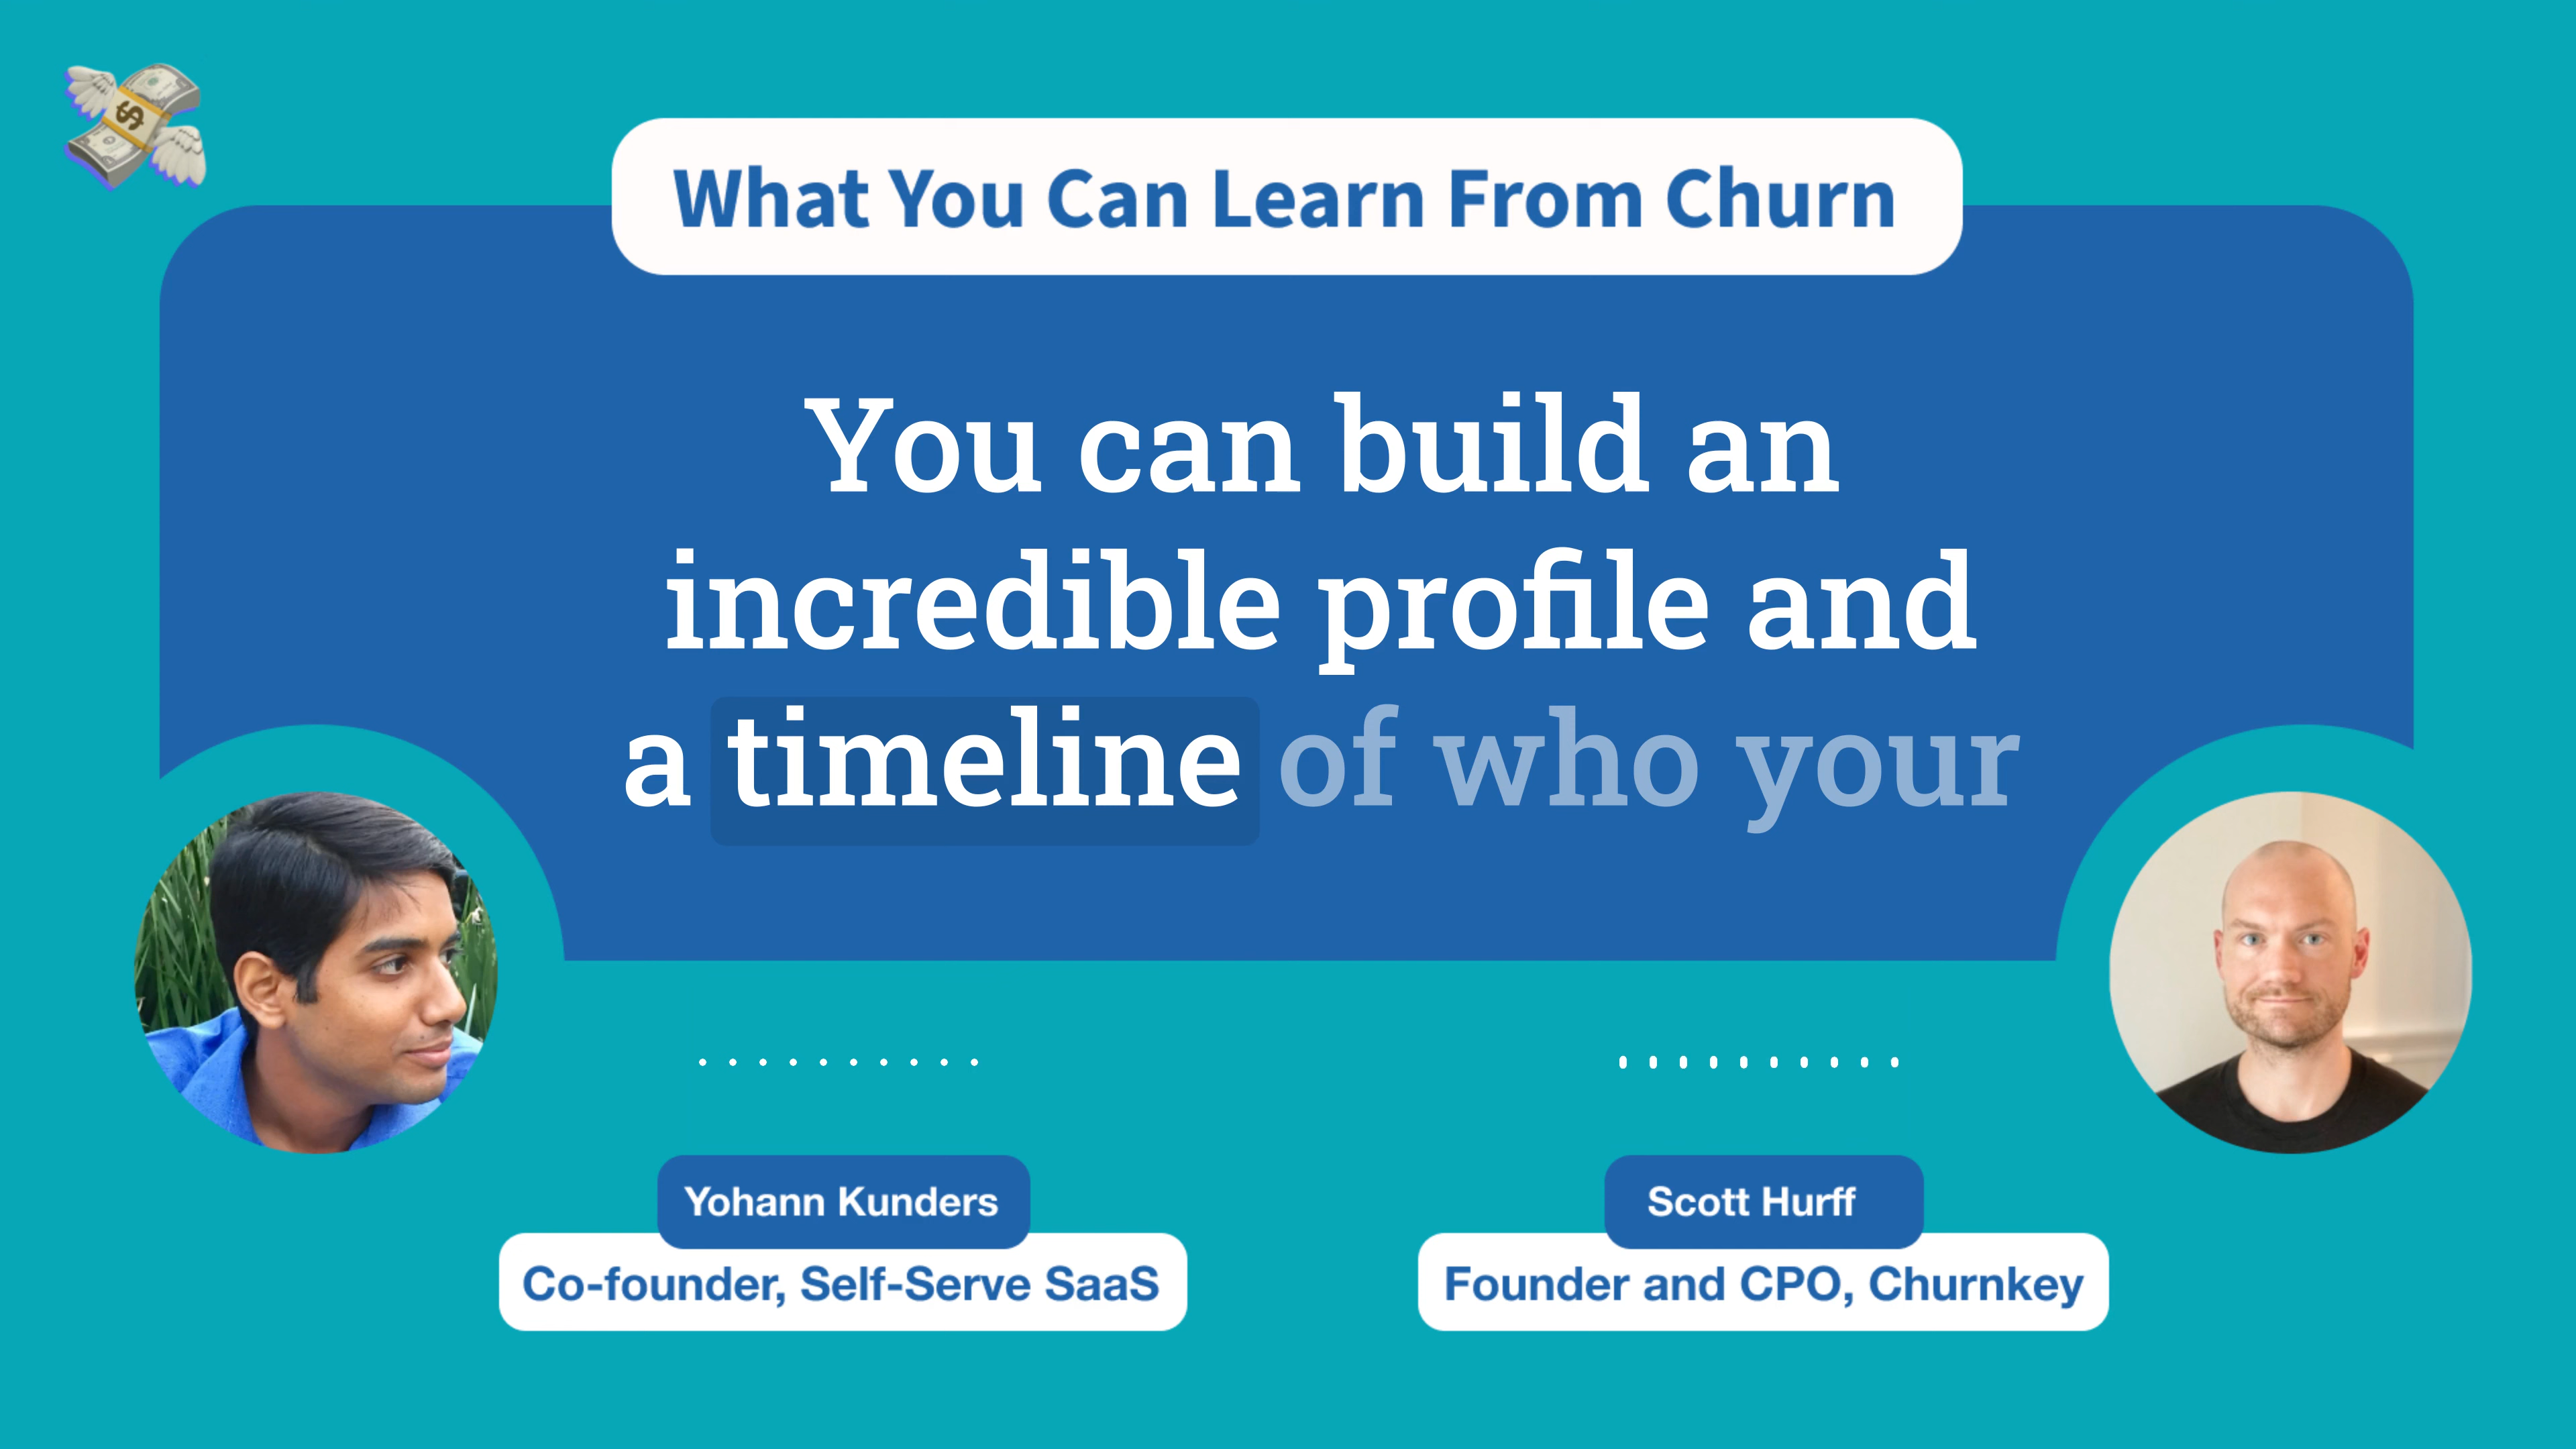 What You Can Learn From Churn
You can build an
incredible profile and
a timeline of who your
Yohann Kunders
Co-founder, Self-Serve SaaS
Scott Hurff
Founder and CPO, Churnkey